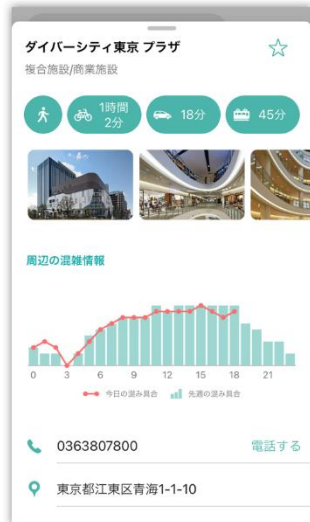 ダイバーシティ東京 プラザ
複合施設/商業施設
1時間
2分
18分
45分
周辺の混雑情報
0 3 6 9 12 15 18 21
今日の混み具合 先週の混み具合
0363807800 電話する
東京都江東区青海1-1-10